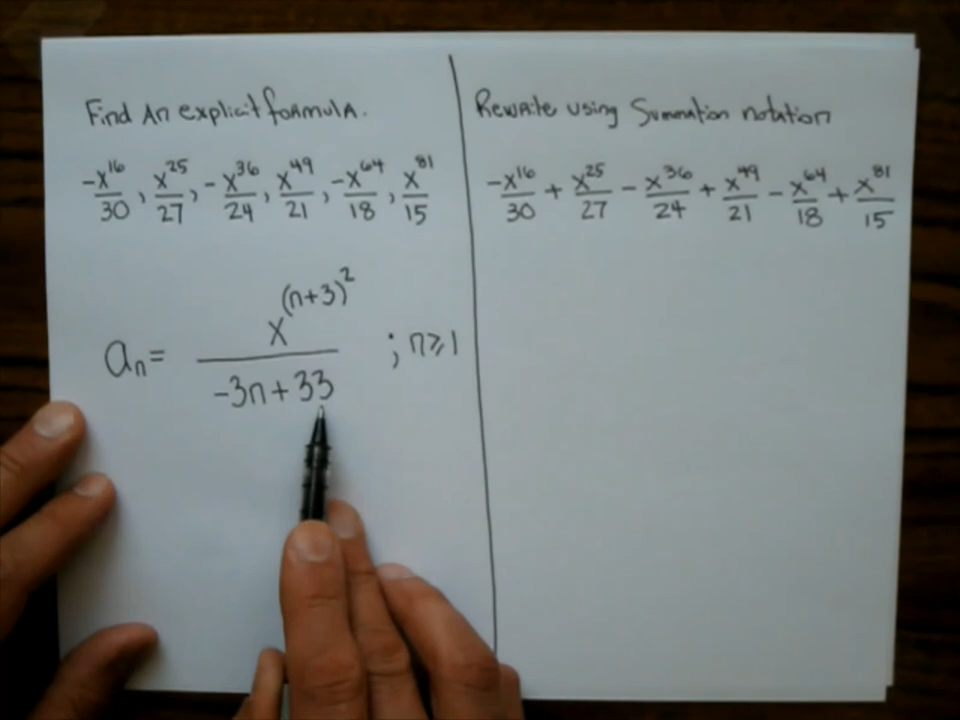 Find An explicit formula.
-x^16/30, x^25/27, -x^36/24, x^49/21, -x^64/18, x^81/15
aₙ = x^(n+3)^2 / -3n+33 ; n≥1
Rewrite using Summation notation
-x^16/30 + x^25/27 - x^36/24 + x^49/21 - x^64/18 + x^81/15